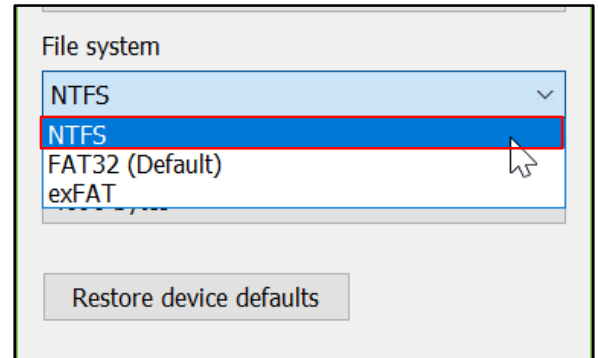 File system
NTFS
NTFS
FAT32 (Default)
exFAT
Restore device defaults